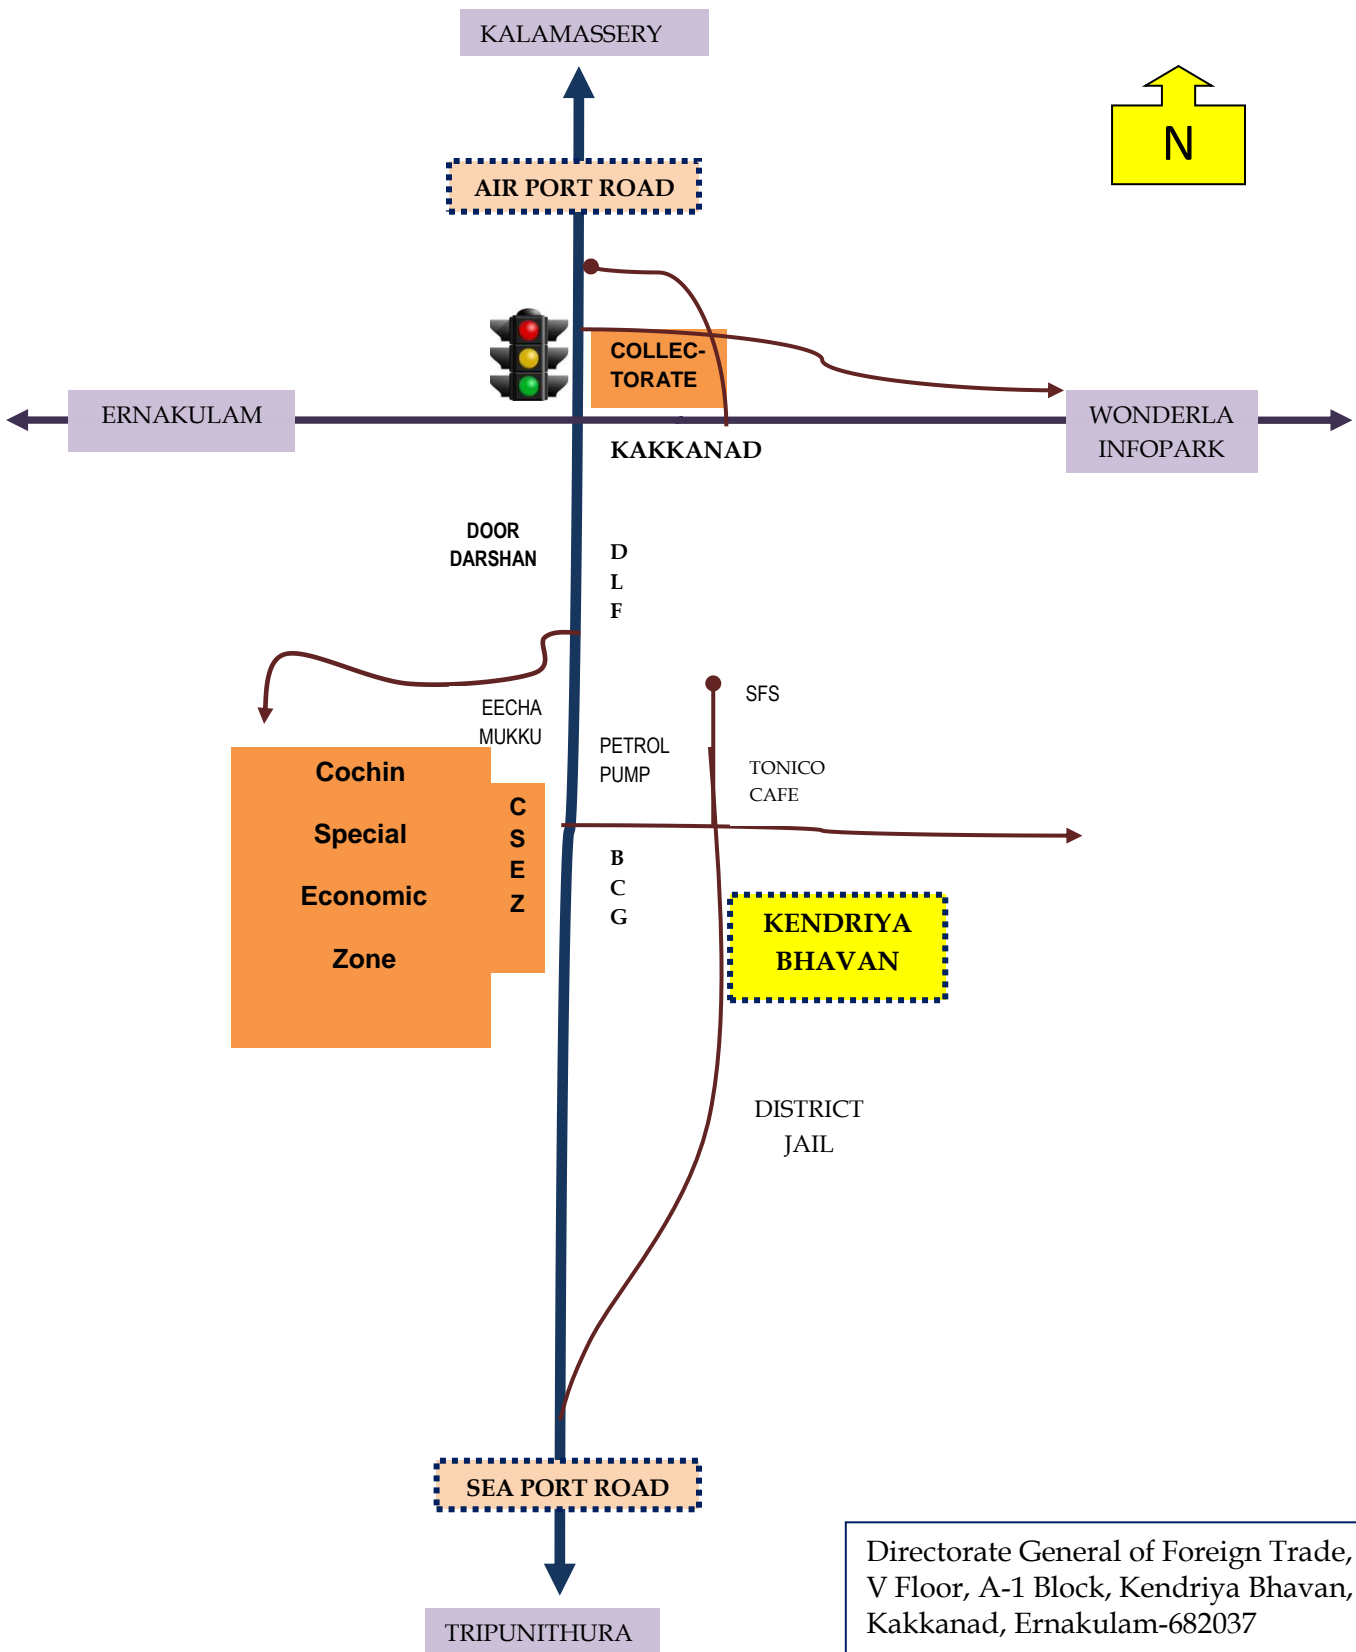 KALAMASSERY
N
AIR PORT ROAD
COLLEC-
TORATE
ERNAKULAM
WONDERLA
INFOPARK
KAKKANAD
DOOR
DARSHAN
D
L
F
SFS
EECHA
MUKKU
PETROL
PUMP
TONICO
CAFE
Cochin
Special
Economic
Zone
C
S
E
Z
B
C
G
KENDRIYA
BHAVAN
DISTRICT
JAIL
SEA PORT ROAD
TRIPUNITHURA
Directorate General of Foreign Trade,
V Floor, A-1 Block, Kendriya Bhavan,
Kakkanad, Ernakulam-682037